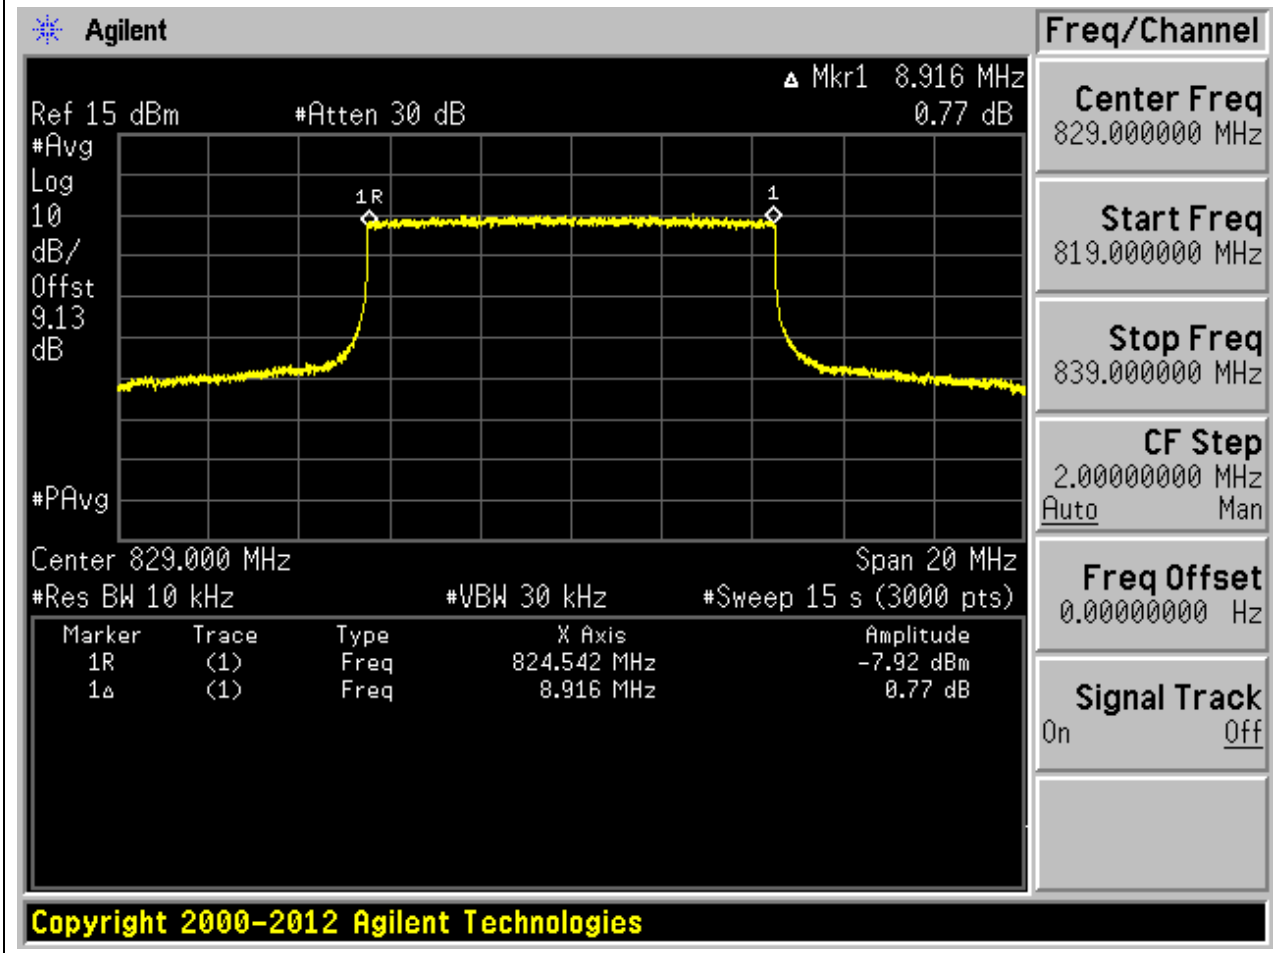 Agilent
Freq/Channel
Δ Mkr1 8.916 MHz
Ref 15 dBm #Atten 30 dB 0.77 dB
#Avg
Log
10
dB/
Offst
9.13
dB
1R
1
#PAvg
Center 829.000 MHz Span 20 MHz
#Res BW 10 kHz #VBW 30 kHz #Sweep 15 s (3000 pts)
Marker Trace Type X Axis Amplitude
1R (1) Freq 824.542 MHz -7.92 dBm
1Δ (1) Freq 8.916 MHz 0.77 dB
Center Freq
829.000000 MHz
Start Freq
819.000000 MHz
Stop Freq
839.000000 MHz
CF Step
2.00000000 MHz
Auto Man
Freq Offset
0.00000000 Hz
Signal Track
On Off
Copyright 2000-2012 Agilent Technologies